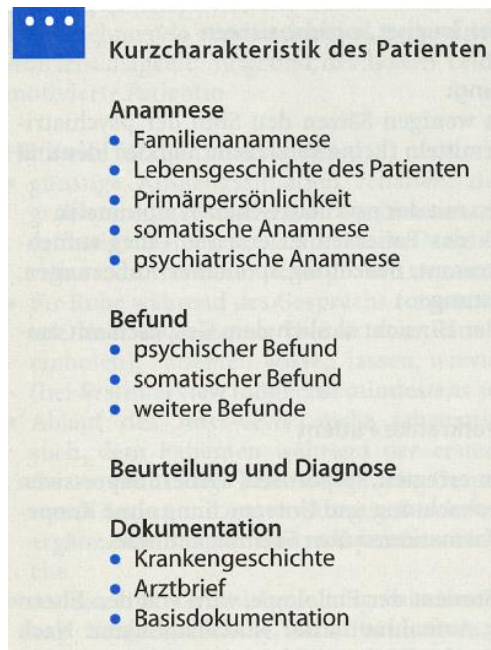 Kurzcharakteristik des Patienten
Anamnese
• Familienanamnese
• Lebensgeschichte des Patienten
• Primärpersönlichkeit
• somatische Anamnese
• psychiatrische Anamnese
Befund
• psychischer Befund
• somatischer Befund
• weitere Befunde
Beurteilung und Diagnose
Dokumentation
• Krankengeschichte
• Arztbrief
• Basisdokumentation